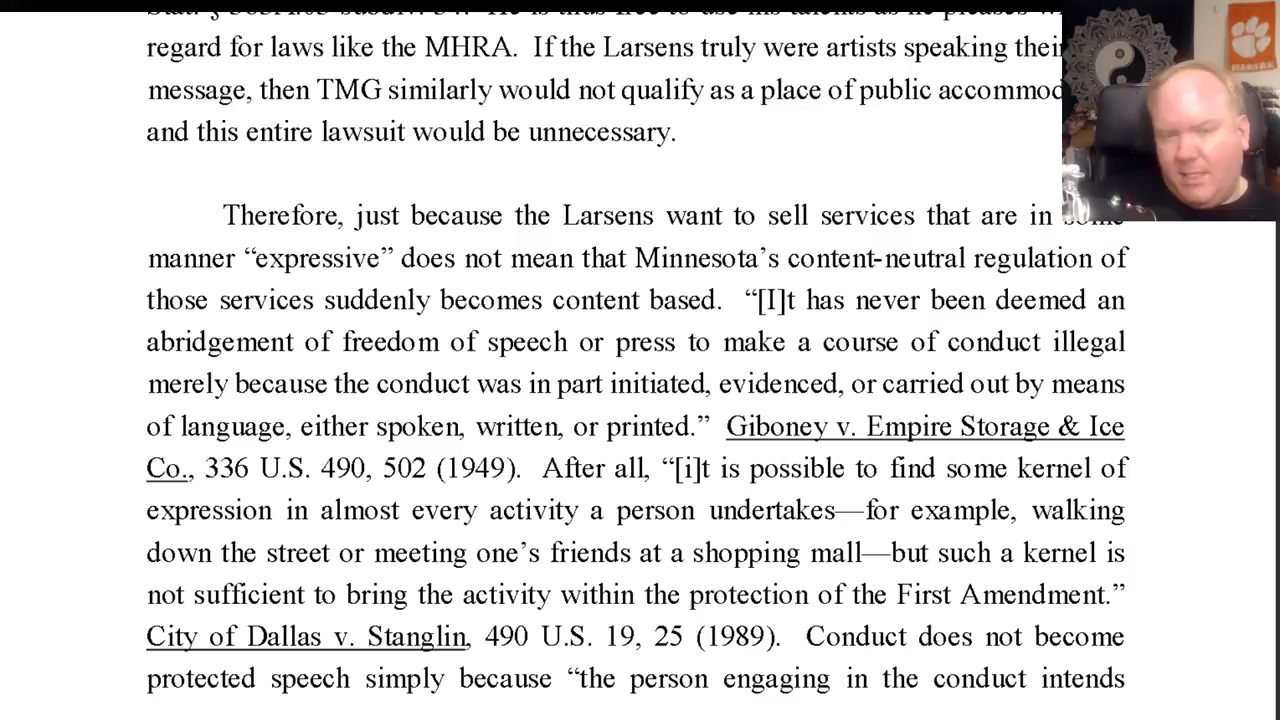 regard for laws like the MHRA. If the Larsens truly were artists speaking their
message, then TMG similarly would not qualify as a place of public accommod
and this entire lawsuit would be unnecessary.
Therefore, just because the Larsens want to sell services that are in some
manner “expressive” does not mean that Minnesota’s content-neutral regulation of
those services suddenly becomes content based. “[I]t has never been deemed an
abridgement of freedom of speech or press to make a course of conduct illegal
merely because the conduct was in part initiated, evidenced, or carried out by means
of language, either spoken, written, or printed.” Giboney v. Empire Storage & Ice
Co., 336 U.S. 490, 502 (1949). After all, “[i]t is possible to find some kernel of
expression in almost every activity a person undertakes—for example, walking
down the street or meeting one’s friends at a shopping mall—but such a kernel is
not sufficient to bring the activity within the protection of the First Amendment.”
City of Dallas v. Stanglin, 490 U.S. 19, 25 (1989). Conduct does not become
protected speech simply because “the person engaging in the conduct intends